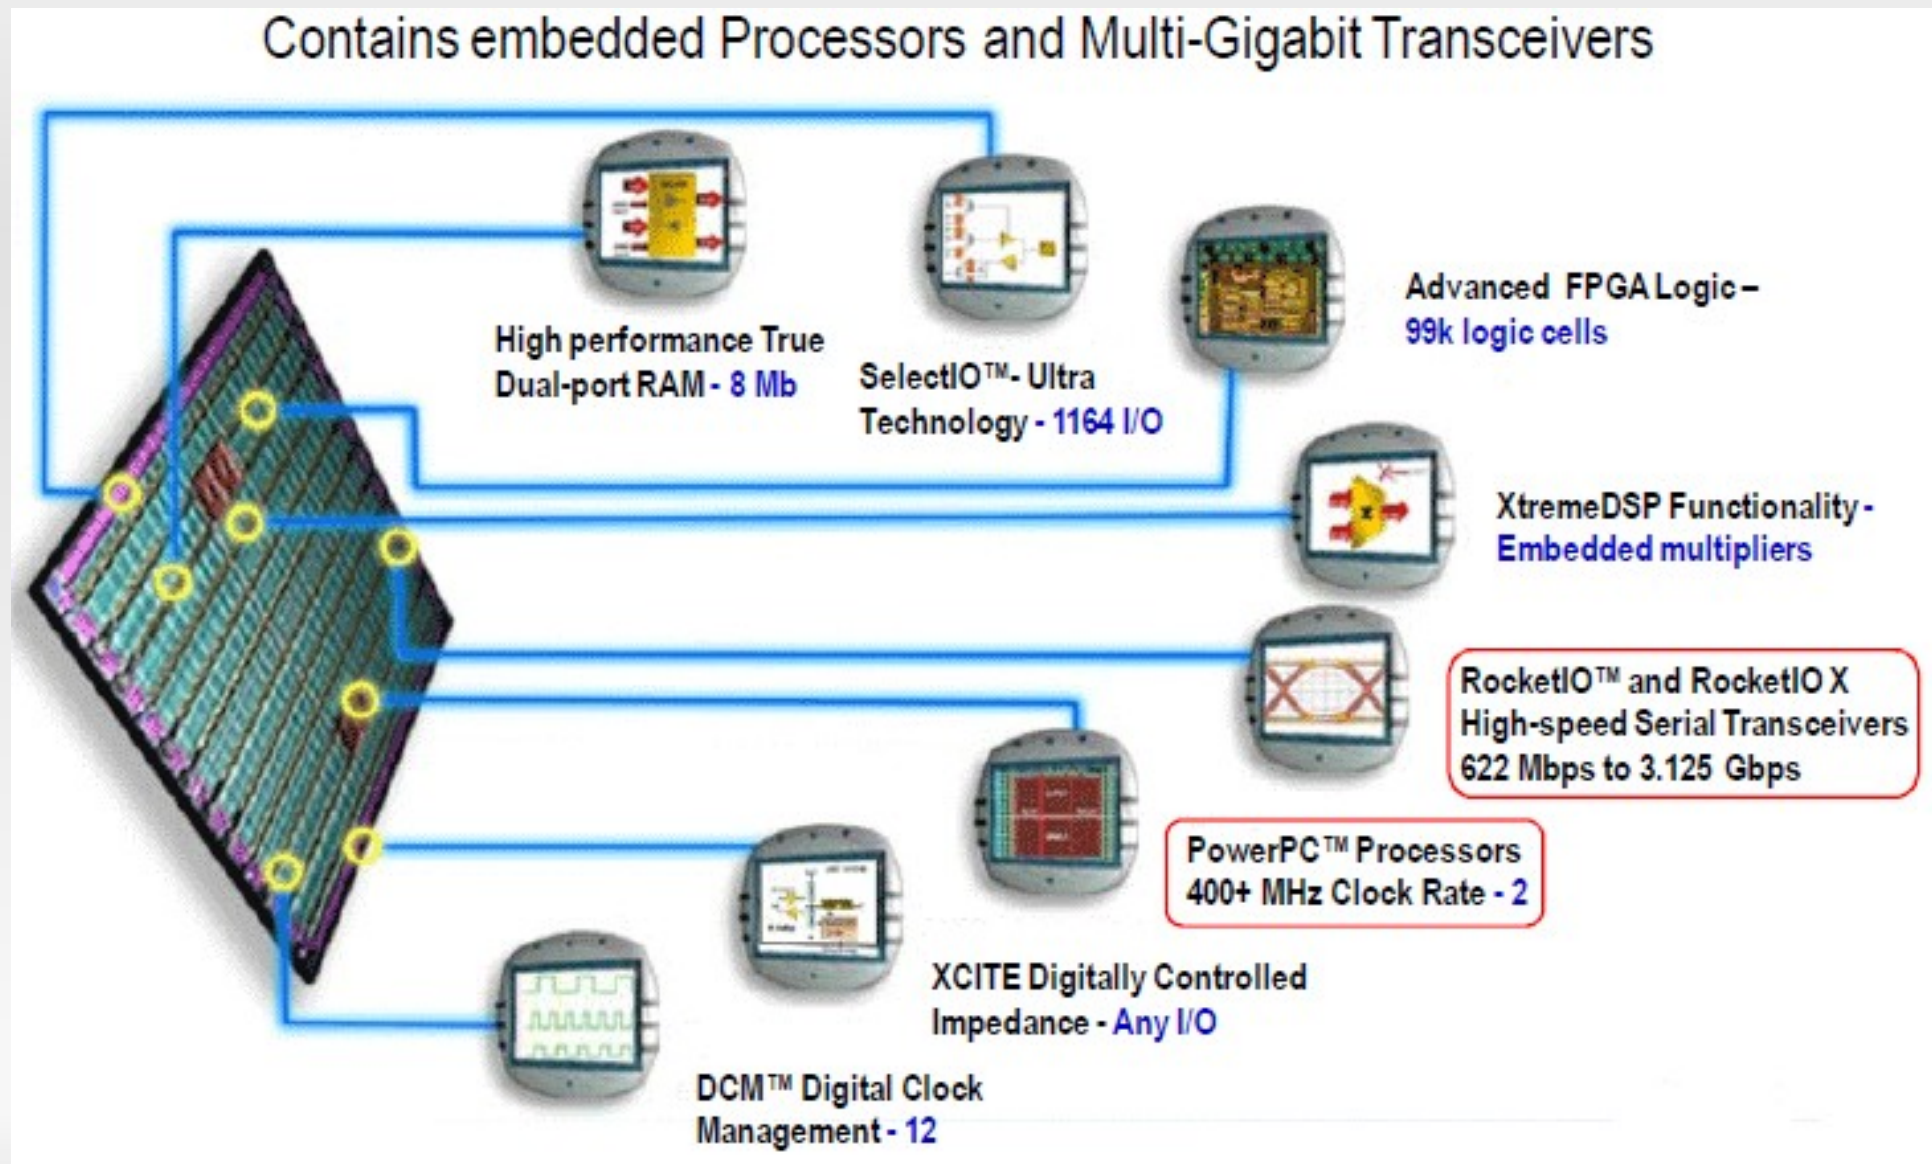 Contains embedded Processors and Multi-Gigabit Transceivers
High performance True
Dual-port RAM - 8 Mb
SelectIO™- Ultra
Technology - 1164 I/O
Advanced FPGA Logic –
99k logic cells
XtremeDSP Functionality -
Embedded multipliers
RocketIO™ and RocketIO X
High-speed Serial Transceivers
622 Mbps to 3.125 Gbps
PowerPC™ Processors
400+ MHz Clock Rate - 2
XCITE Digitally Controlled
Impedance - Any I/O
DCM™ Digital Clock
Management - 12